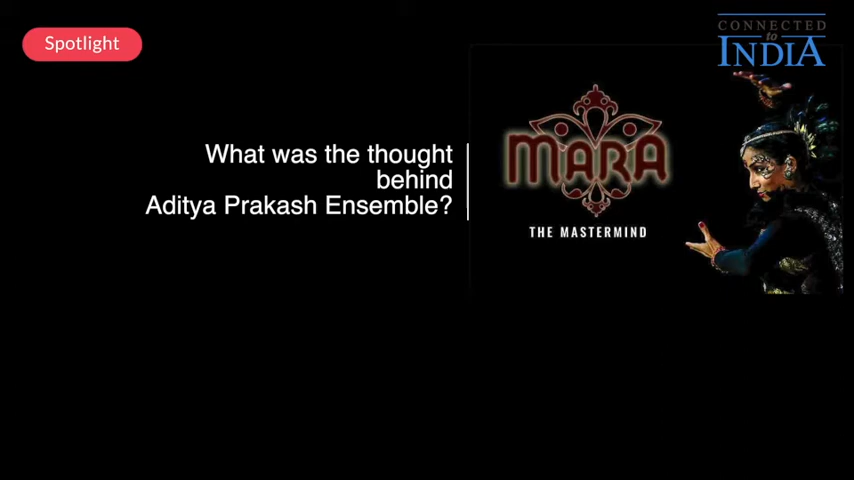 Spotlight
CONNECTED
to
INDIA
What was the thought
behind
Aditya Prakash Ensemble?
MARA
THE MASTERMIND